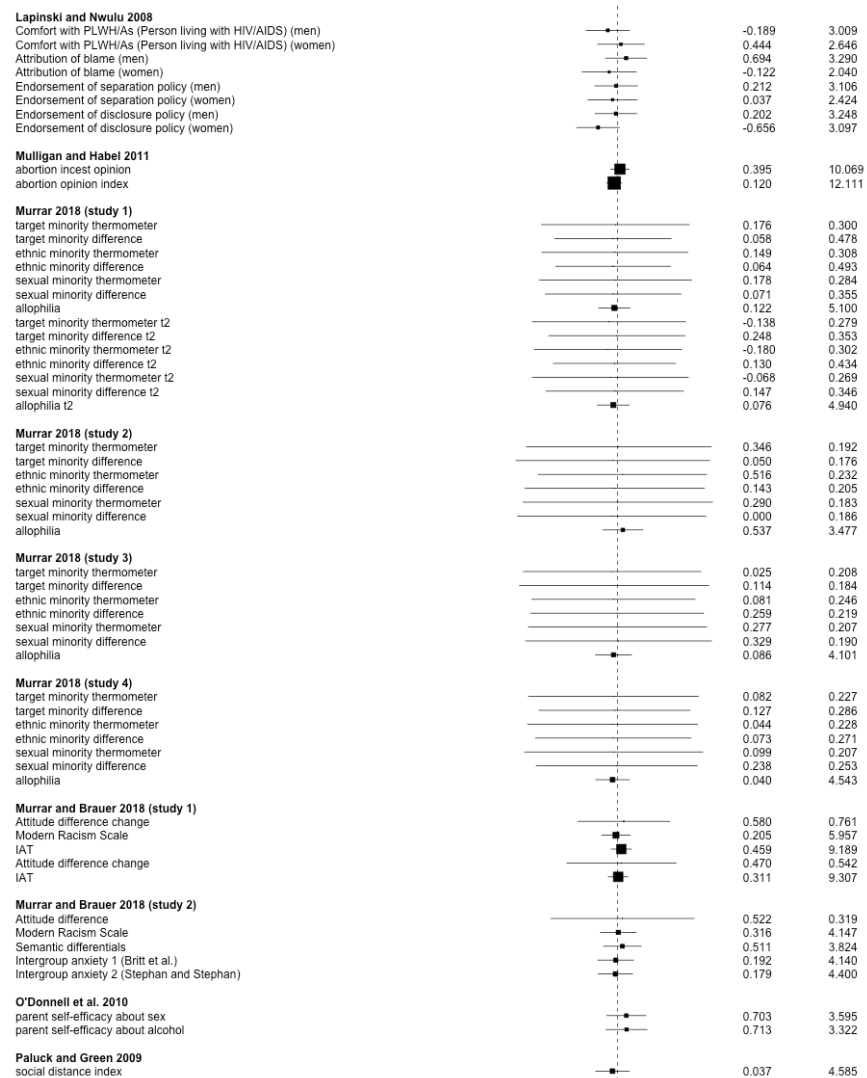 Lapinski and Nwulu 2008
Comfort with PLWH/As (Person living with HIV/AIDS) (men) -0.189 3.009
Comfort with PLWH/As (Person living with HIV/AIDS) (women) 0.444 2.646
Attribution of blame (men) 0.694 3.290
Attribution of blame (women) -0.122 2.040
Endorsement of separation policy (men) 0.212 3.106
Endorsement of separation policy (women) 0.037 2.424
Endorsement of disclosure policy (men) 0.202 3.248
Endorsement of disclosure policy (women) -0.656 3.097
Mulligan and Habel 2011
abortion incest opinion 0.395 10.069
abortion opinion index 0.120 12.111
Murrar 2018 (study 1)
target minority thermometer 0.176 0.300
target minority difference 0.058 0.478
ethnic minority thermometer 0.149 0.308
ethnic minority difference 0.064 0.493
sexual minority thermometer 0.178 0.284
sexual minority difference 0.071 0.355
allophilia 0.122 5.100
target minority thermometer t2 -0.138 0.279
target minority difference t2 0.248 0.353
ethnic minority thermometer t2 -0.180 0.302
ethnic minority difference t2 0.130 0.434
sexual minority thermometer t2 -0.068 0.269
sexual minority difference t2 0.147 0.346
allophilia t2 0.076 4.940
Murrar 2018 (study 2)
target minority thermometer 0.346 0.192
target minority difference 0.050 0.176
ethnic minority thermometer 0.516 0.232
ethnic minority difference 0.143 0.205
sexual minority thermometer 0.290 0.183
sexual minority difference 0.000 0.186
allophilia 0.537 3.477
Murrar 2018 (study 3)
target minority thermometer 0.025 0.208
target minority difference 0.114 0.184
ethnic minority thermometer 0.081 0.246
ethnic minority difference 0.259 0.219
sexual minority thermometer 0.277 0.207
sexual minority difference 0.329 0.190
allophilia 0.086 4.101
Murrar 2018 (study 4)
target minority thermometer 0.082 0.227
target minority difference 0.127 0.286
ethnic minority thermometer 0.044 0.228
ethnic minority difference 0.073 0.271
sexual minority thermometer 0.099 0.207
sexual minority difference 0.238 0.253
allophilia 0.040 4.543
Murrar and Brauer 2018 (study 1)
Attitude difference change 0.580 0.761
Modern Racism Scale 0.205 5.957
IAT 0.459 9.189
Attitude difference change 0.470 0.542
IAT 0.311 9.307
Murrar and Brauer 2018 (study 2)
Attitude difference 0.522 0.319
Modern Racism Scale 0.316 4.147
Semantic differentials 0.511 3.824
Intergroup anxiety 1 (Britt et al.) 0.192 4.140
Intergroup anxiety 2 (Stephan and Stephan) 0.179 4.400
O'Donnell et al. 2010
parent self-efficacy about sex 0.703 3.595
parent self-efficacy about alcohol 0.713 3.322
Paluck and Green 2009
social distance index 0.037 4.585